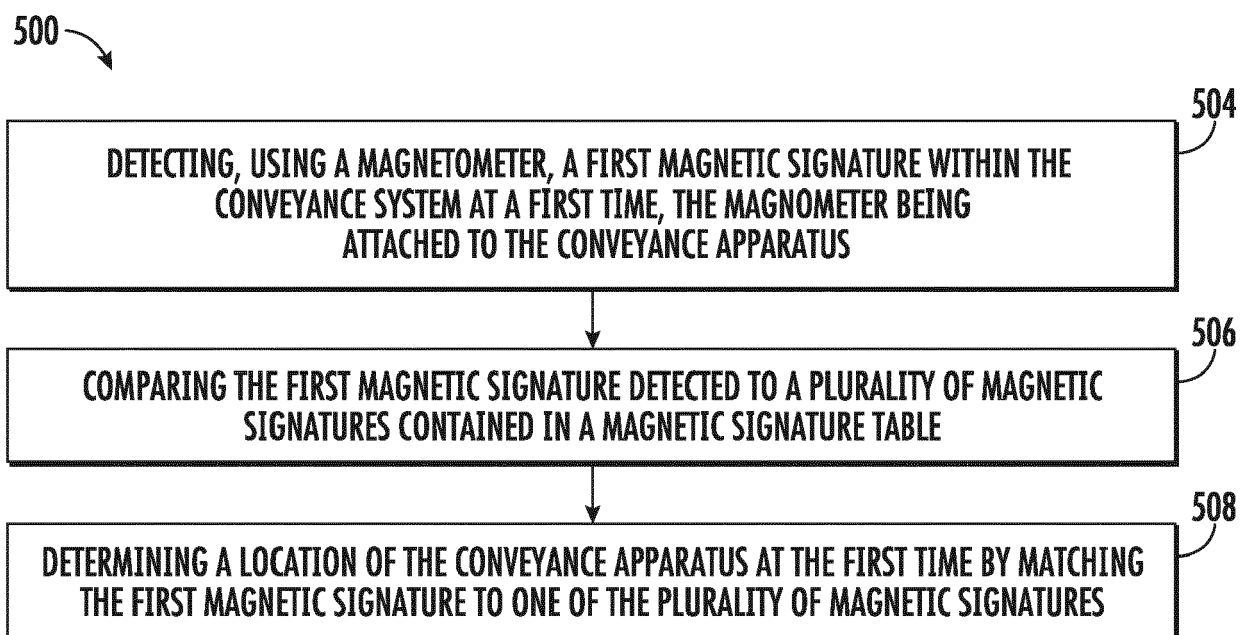 500
504
DETECTING, USING A MAGNETOMETER, A FIRST MAGNETIC SIGNATURE WITHIN THE
CONVEYANCE SYSTEM AT A FIRST TIME, THE MAGNOMETER BEING
ATTACHED TO THE CONVEYANCE APPARATUS
506
COMPARING THE FIRST MAGNETIC SIGNATURE DETECTED TO A PLURALITY OF MAGNETIC
SIGNATURES CONTAINED IN A MAGNETIC SIGNATURE TABLE
508
DETERMINING A LOCATION OF THE CONVEYANCE APPARATUS AT THE FIRST TIME BY MATCHING
THE FIRST MAGNETIC SIGNATURE TO ONE OF THE PLURALITY OF MAGNETIC SIGNATURES